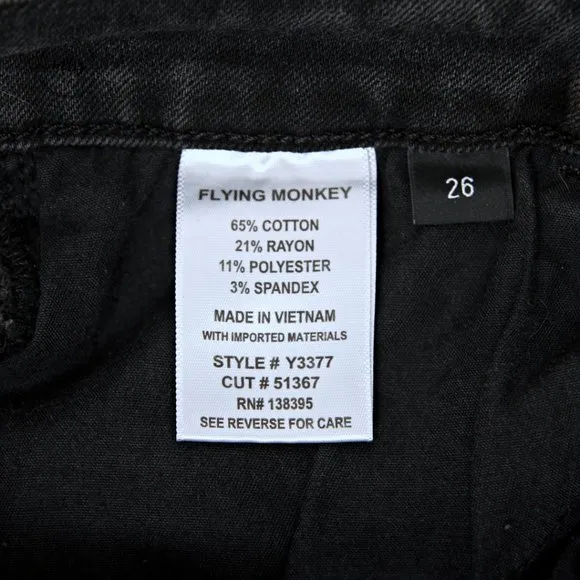 FLYING MONKEY
65% COTTON
21% RAYON
11% POLYESTER
3% SPANDEX
MADE IN VIETNAM
WITH IMPORTED MATERIALS
STYLE # Y3377
CUT # 51367
RN# 138395
SEE REVERSE FOR CARE
26